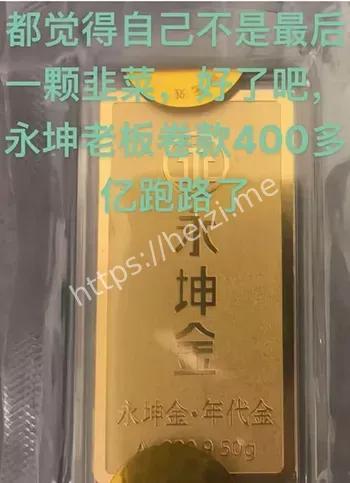 都觉得自己不是最后
一颗韭菜，好了吧，
永坤老板卷款400多
亿跑路了
https://heizi.me
永
坤
金
永坤金·年代金
50g